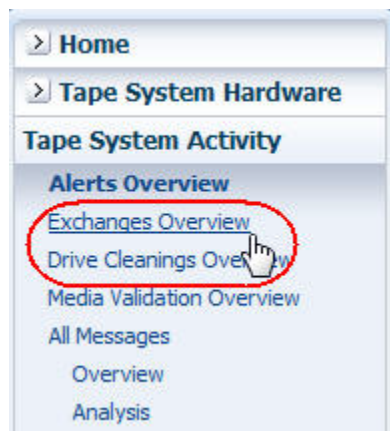 Home
Tape System Hardware
Tape System Activity
Alerts Overview
Exchanges Overview
Drive Cleanings Overview
Media Validation Overview
All Messages
Overview
Analysis